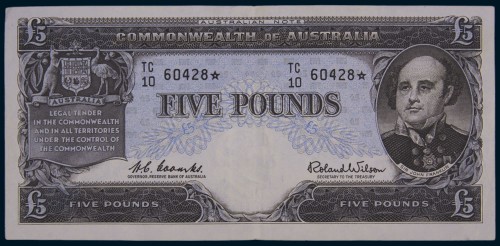 AUSTRALIAN NOTE
£5 COMMONWEALTH OF AUSTRALIA £5
TC
10 60428★
TC
10 60428★
AUSTRALIA
FIVE POUNDS
LEGAL TENDER
IN THE COMMONWEALTH
AND IN ALL TERRITORIES
UNDER THE CONTROL OF
THE COMMONWEALTH
£5
SIR JOHN FRANKLIN
H.C. Coombs.
Roland Wilson
GOVERNOR, RESERVE BANK OF AUSTRALIA
SECRETARY TO THE TREASURY
£5 FIVE POUNDS FIVE POUNDS £5